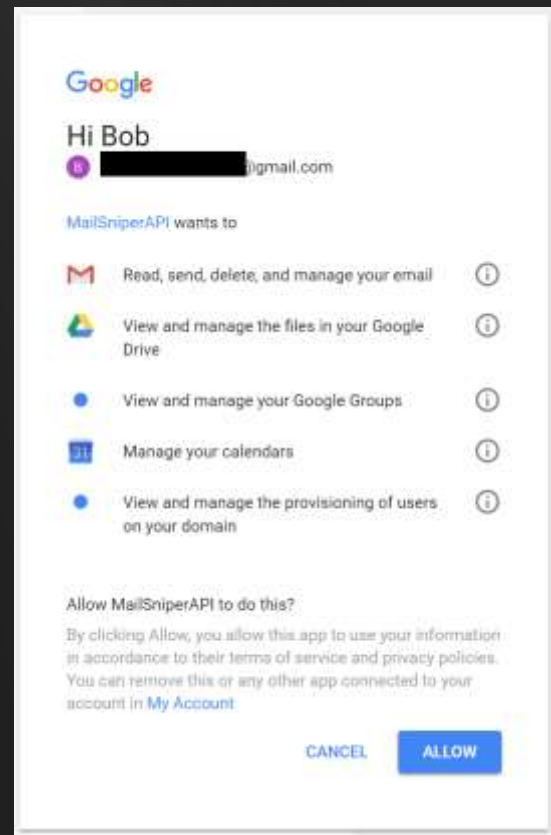 Google
Hi Bob
B @gmail.com
MailSniperAPI wants to
Read, send, delete, and manage your email
View and manage the files in your Google
Drive
View and manage your Google Groups
31 Manage your calendars
View and manage the provisioning of users
on your domain
Allow MailSniperAPI to do this?
By clicking Allow, you allow this app to use your information
in accordance to their terms of service and privacy policies.
You can remove this or any other app connected to your
account in My Account
CANCEL ALLOW